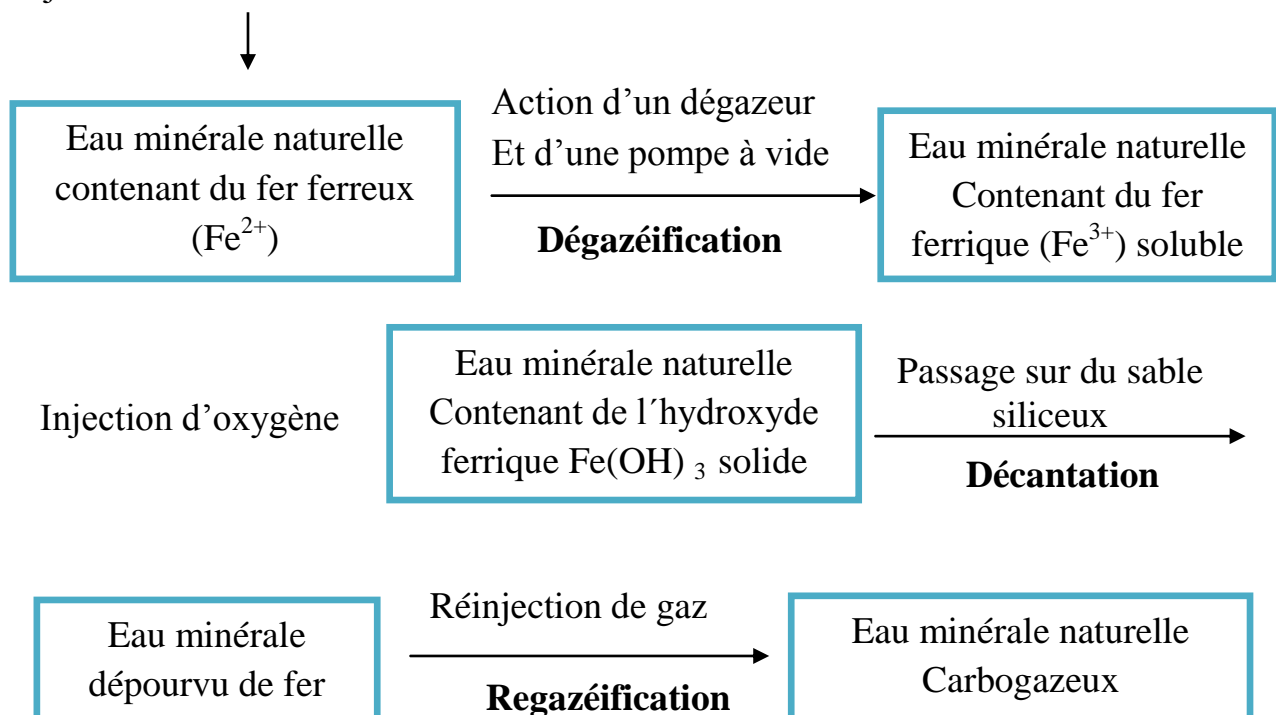 Eau minérale naturelle
contenant du fer ferreux
(Fe²⁺)
Action d’un dégazeur
Et d’une pompe à vide
Dégazéification
Eau minérale naturelle
Contenant du fer
ferrique (Fe³⁺) soluble
Injection d’oxygène
Eau minérale naturelle
Contenant de l´hydroxyde
ferrique Fe(OH) ₃ solide
Passage sur du sable
siliceux
Décantation
Eau minérale
dépourvu de fer
Réinjection de gaz
Regazéification
Eau minérale naturelle
Carbogazeux